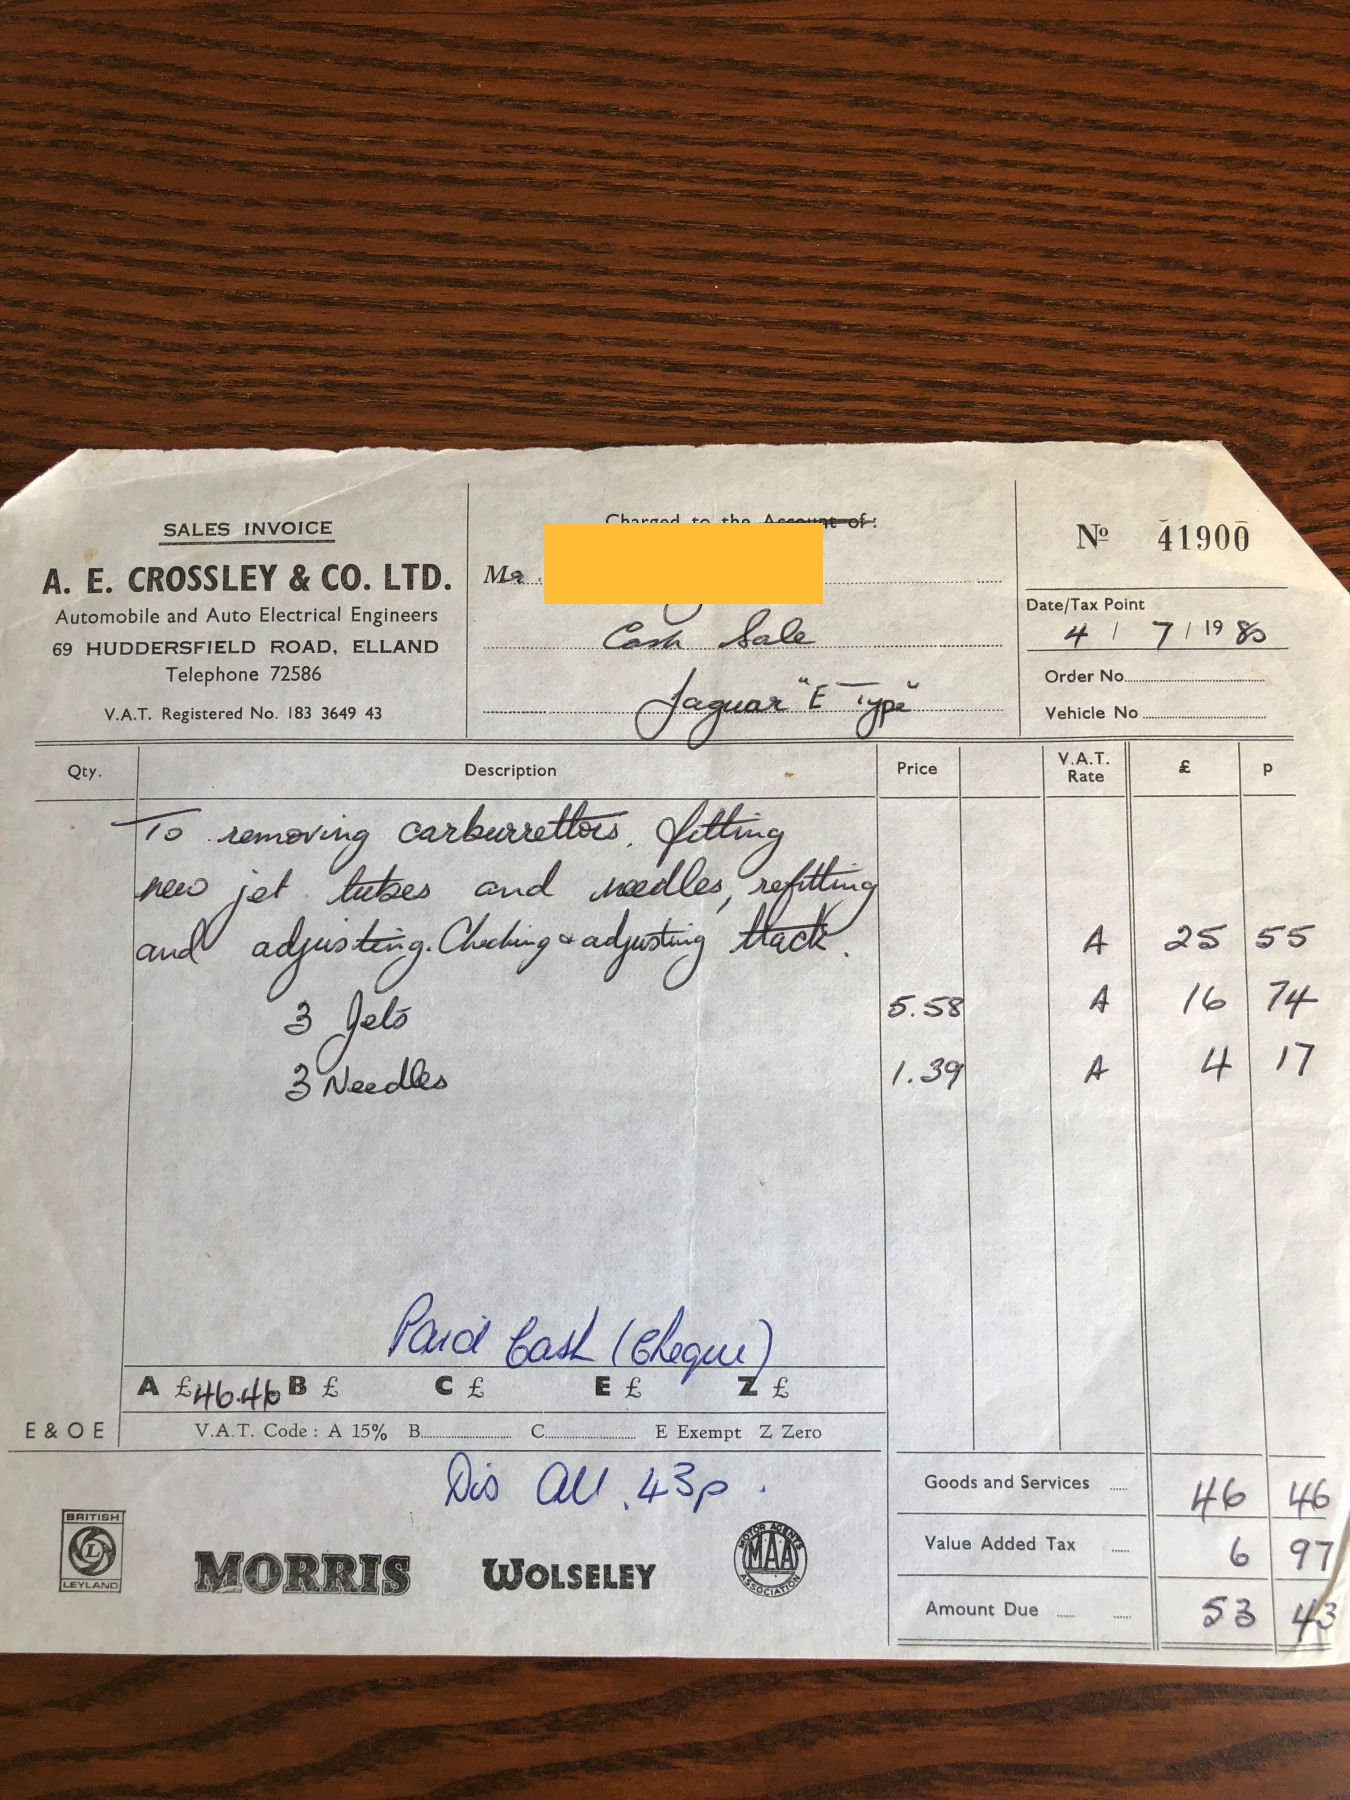 SALES INVOICE
A. E. CROSSLEY & CO. LTD.
Automobile and Auto Electrical Engineers
69 HUDDERSFIELD ROAD, ELLAND
Telephone 72586
V.A.T. Registered No. 183 3649 43
Charged to the Account of:
Mr.
Cash Sale
Jaguar "E Type"
No 41900
Date/Tax Point
4 / 7 / 19 80
Order No.
Vehicle No
Qty. Description Price V.A.T. Rate £ p
To removing carburrettors, fitting
new jet tubes and needles, refitting
and adjusting. Checking & adjusting track. A 25 55
3 Jets 5.58 A 16 74
3 Needles 1.39 A 4 17
Paid Cash (Cheque)
A £46.46 B £ C £ E £ Z £
E & O E V.A.T. Code : A 15% B. C. E Exempt Z Zero
Dis All .43p.
Goods and Services 46 46
Value Added Tax 6 97
Amount Due 53 43
BRITISH
L
LEYLAND
MORRIS
WOLSELEY
MOTOR AGENTS
MAA
ASSOCIATION